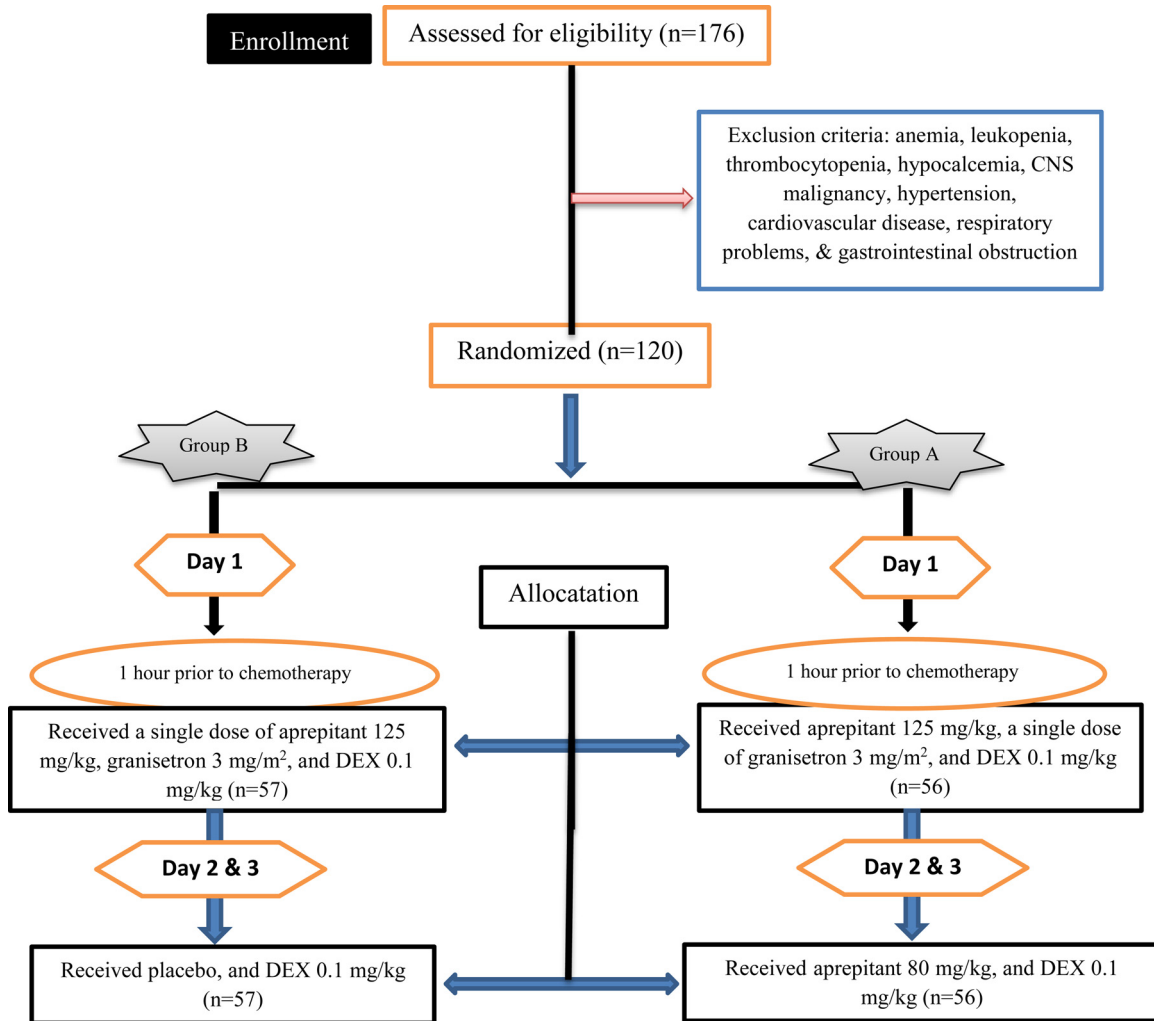 Enrollment
Assessed for eligibility (n=176)
Exclusion criteria: anemia, leukopenia,
thrombocytopenia, hypocalcemia, CNS
malignancy, hypertension,
cardiovascular disease, respiratory
problems, & gastrointestinal obstruction
Randomized (n=120)
Group B
Group A
Day 1
Day 1
Allocatation
1 hour prior to chemotherapy
1 hour prior to chemotherapy
Received a single dose of aprepitant 125
mg/kg, granisetron 3 mg/m², and DEX 0.1
mg/kg (n=57)
Received aprepitant 125 mg/kg, a single dose
of granisetron 3 mg/m², and DEX 0.1 mg/kg
(n=56)
Day 2 & 3
Day 2 & 3
Received placebo, and DEX 0.1 mg/kg
(n=57)
Received aprepitant 80 mg/kg, and DEX 0.1
mg/kg (n=56)